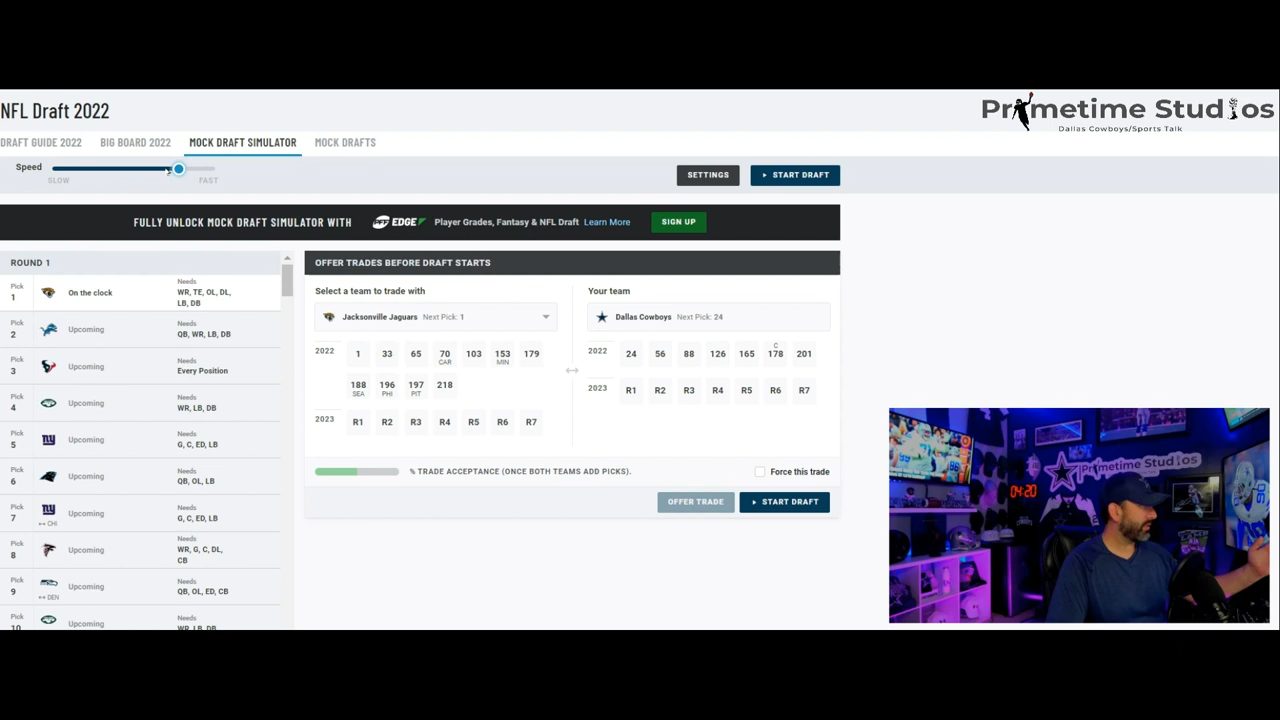 NFL Draft 2022
Primetime Studios
Dallas Cowboys/Sports Talk
DRAFT GUIDE 2022 BIG BOARD 2022 MOCK DRAFT SIMULATOR MOCK DRAFTS
Speed
SLOW FAST
SETTINGS START DRAFT
FULLY UNLOCK MOCK DRAFT SIMULATOR WITH PFF EDGE Player Grades, Fantasy & NFL Draft Learn More SIGN UP
ROUND 1
Pick 1 On the clock Needs
WR, TE, OL, DL,
LB, DB
Pick 2 Upcoming Needs
QB, WR, LB, DB
Pick 3 Upcoming Needs
Every Position
Pick 4 Upcoming Needs
WR, LB, DB
Pick 5 Upcoming Needs
G, C, ED, LB
Pick 6 Upcoming Needs
QB, OL, LB
Pick 7 Upcoming Needs
G, C, ED, LB
CHI
Pick 8 Upcoming Needs
WR, G, C, DL,
CB
Pick 9 Upcoming Needs
QB, OL, ED, CB
DEN
Pick 10 Upcoming Needs
WR, LB, DB
OFFER TRADES BEFORE DRAFT STARTS
Select a team to trade with
Jacksonville Jaguars Next Pick: 1
2022 1 33 65 70 CAR 103 153 MIN 179
188 SEA 196 PHI 197 PIT 218
2023 R1 R2 R3 R4 R5 R6 R7
Your team
Dallas Cowboys Next Pick: 24
2022 24 56 88 126 165 C 178 201
2023 R1 R2 R3 R4 R5 R6 R7
% TRADE ACCEPTANCE (ONCE BOTH TEAMS ADD PICKS). Force this trade
OFFER TRADE START DRAFT
Primetime Studios
04:20